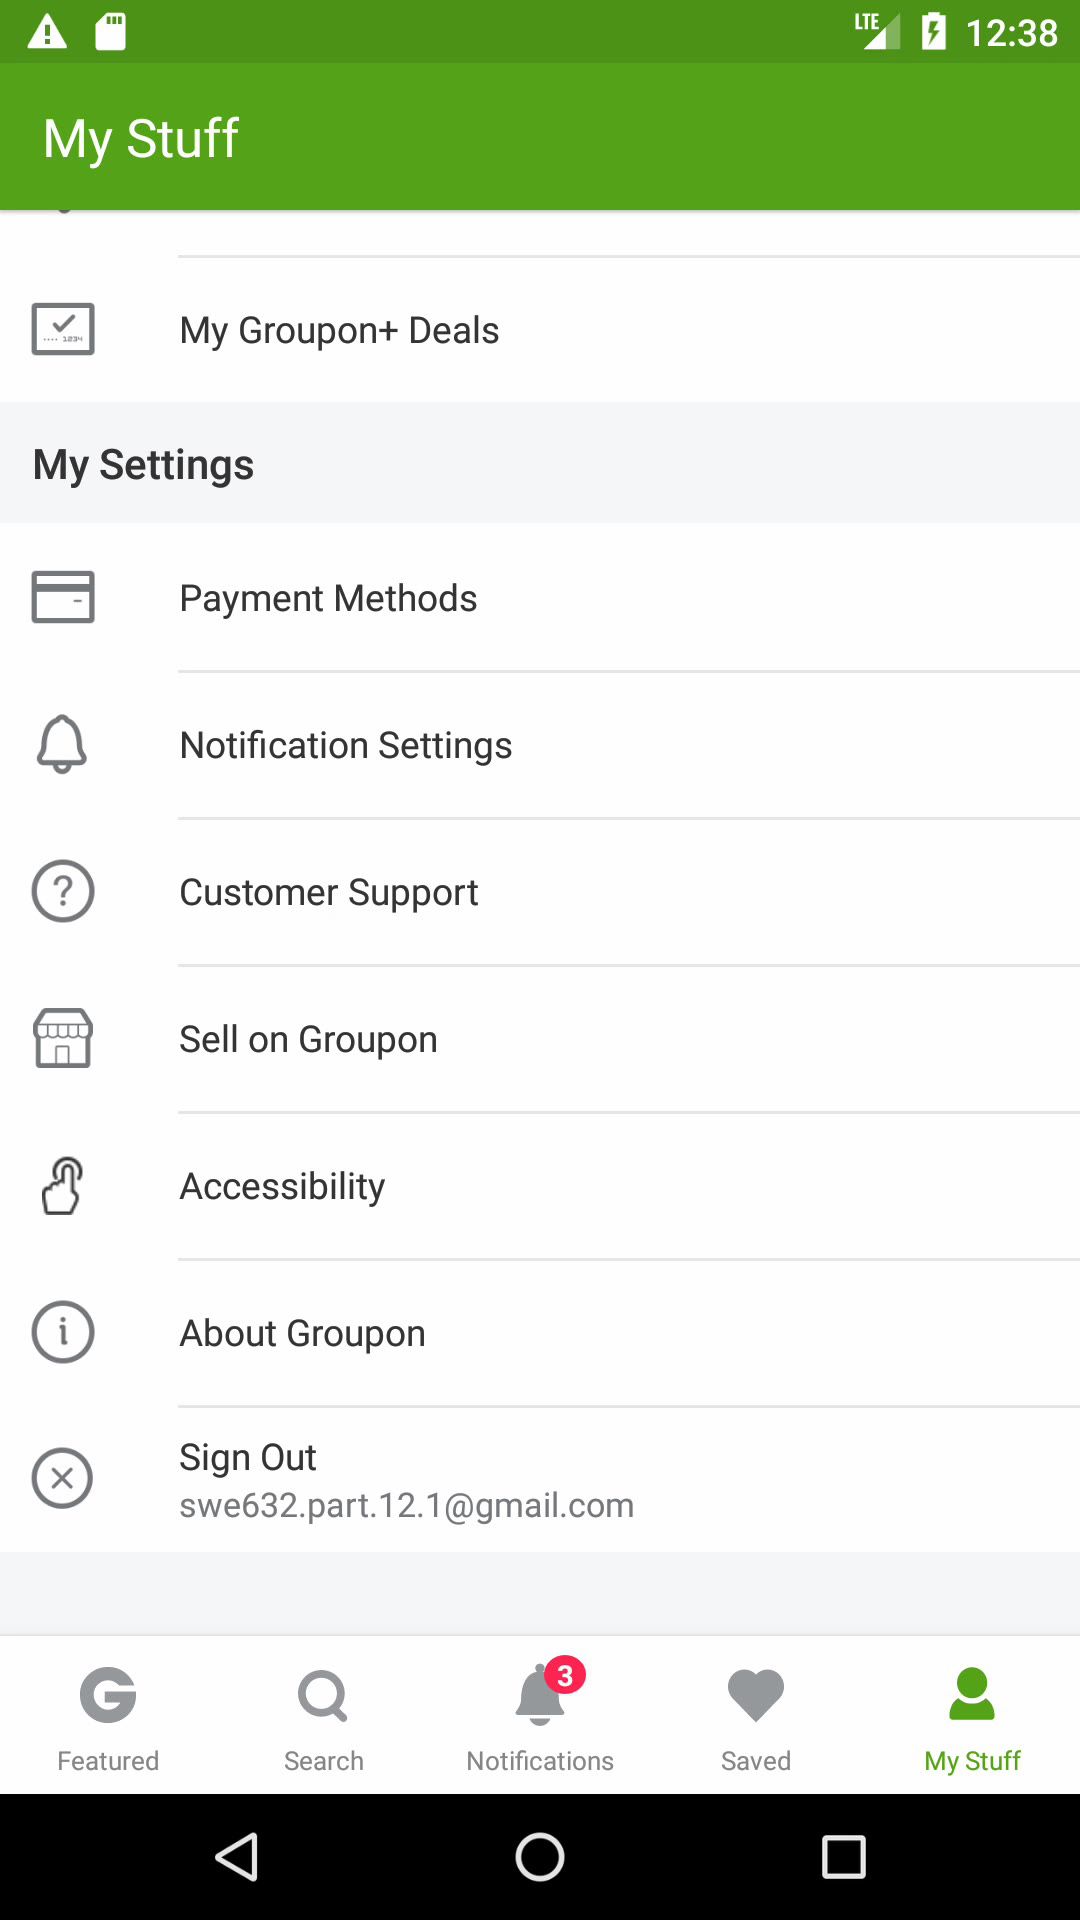 LTE 12:38
My Stuff
My Groupon+ Deals
My Settings
Payment Methods
Notification Settings
Customer Support
Sell on Groupon
Accessibility
About Groupon
Sign Out
swe632.part.12.1@gmail.com
3
Featured Search Notifications Saved My Stuff